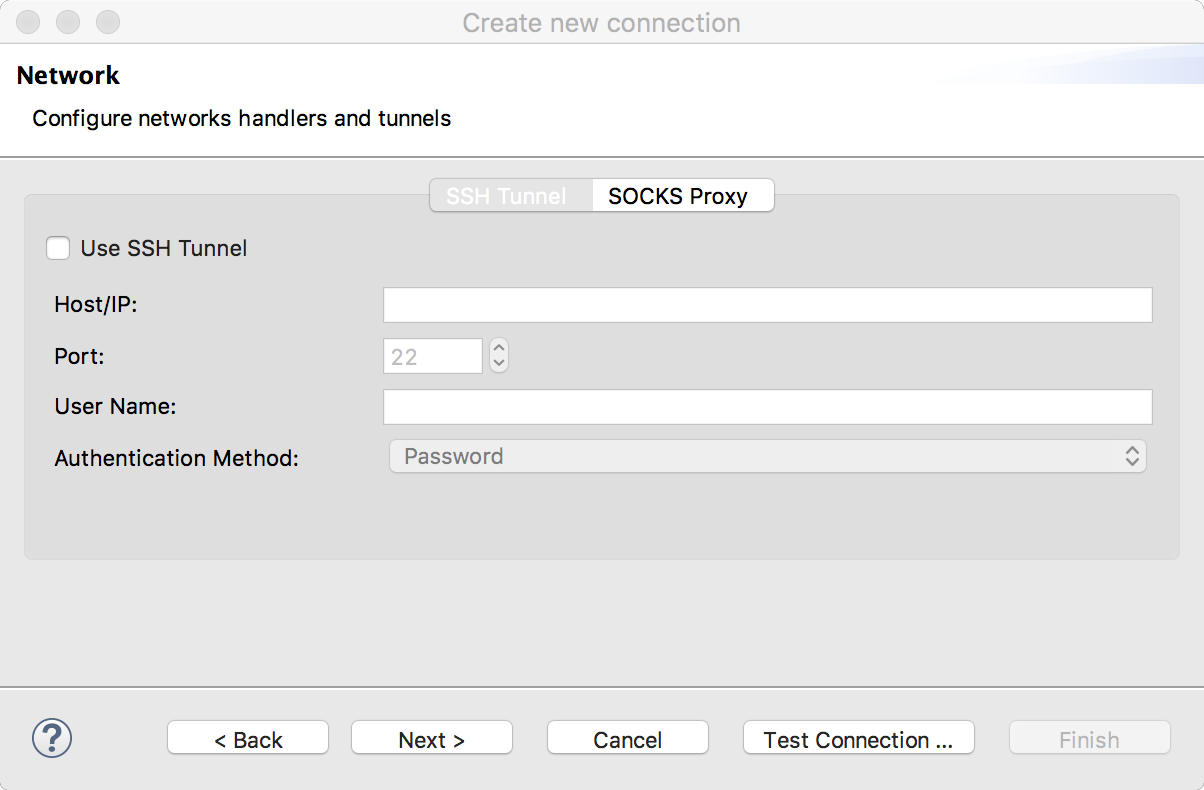 Create new connection
Network
Configure networks handlers and tunnels
SSH Tunnel SOCKS Proxy
Use SSH Tunnel
Host/IP:
Port: 22
User Name:
Authentication Method: Password
? < Back Next > Cancel Test Connection ... Finish